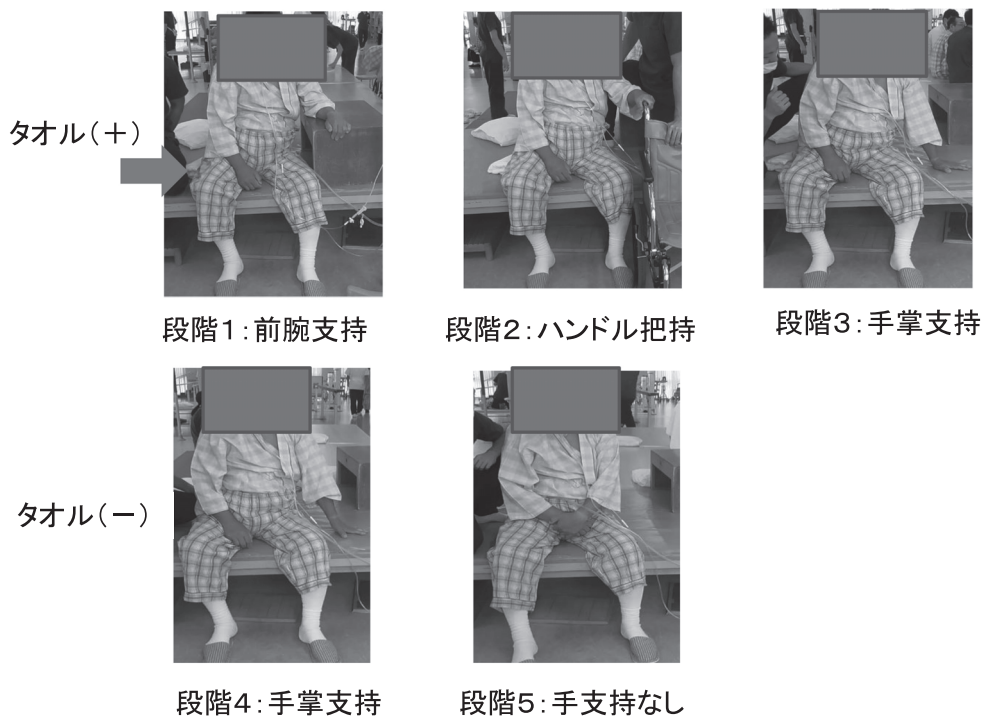 タオル（＋）
段階１：前腕支持
段階２：ハンドル把持
段階３：手掌支持
タオル（－）
段階４：手掌支持
段階５：手支持なし